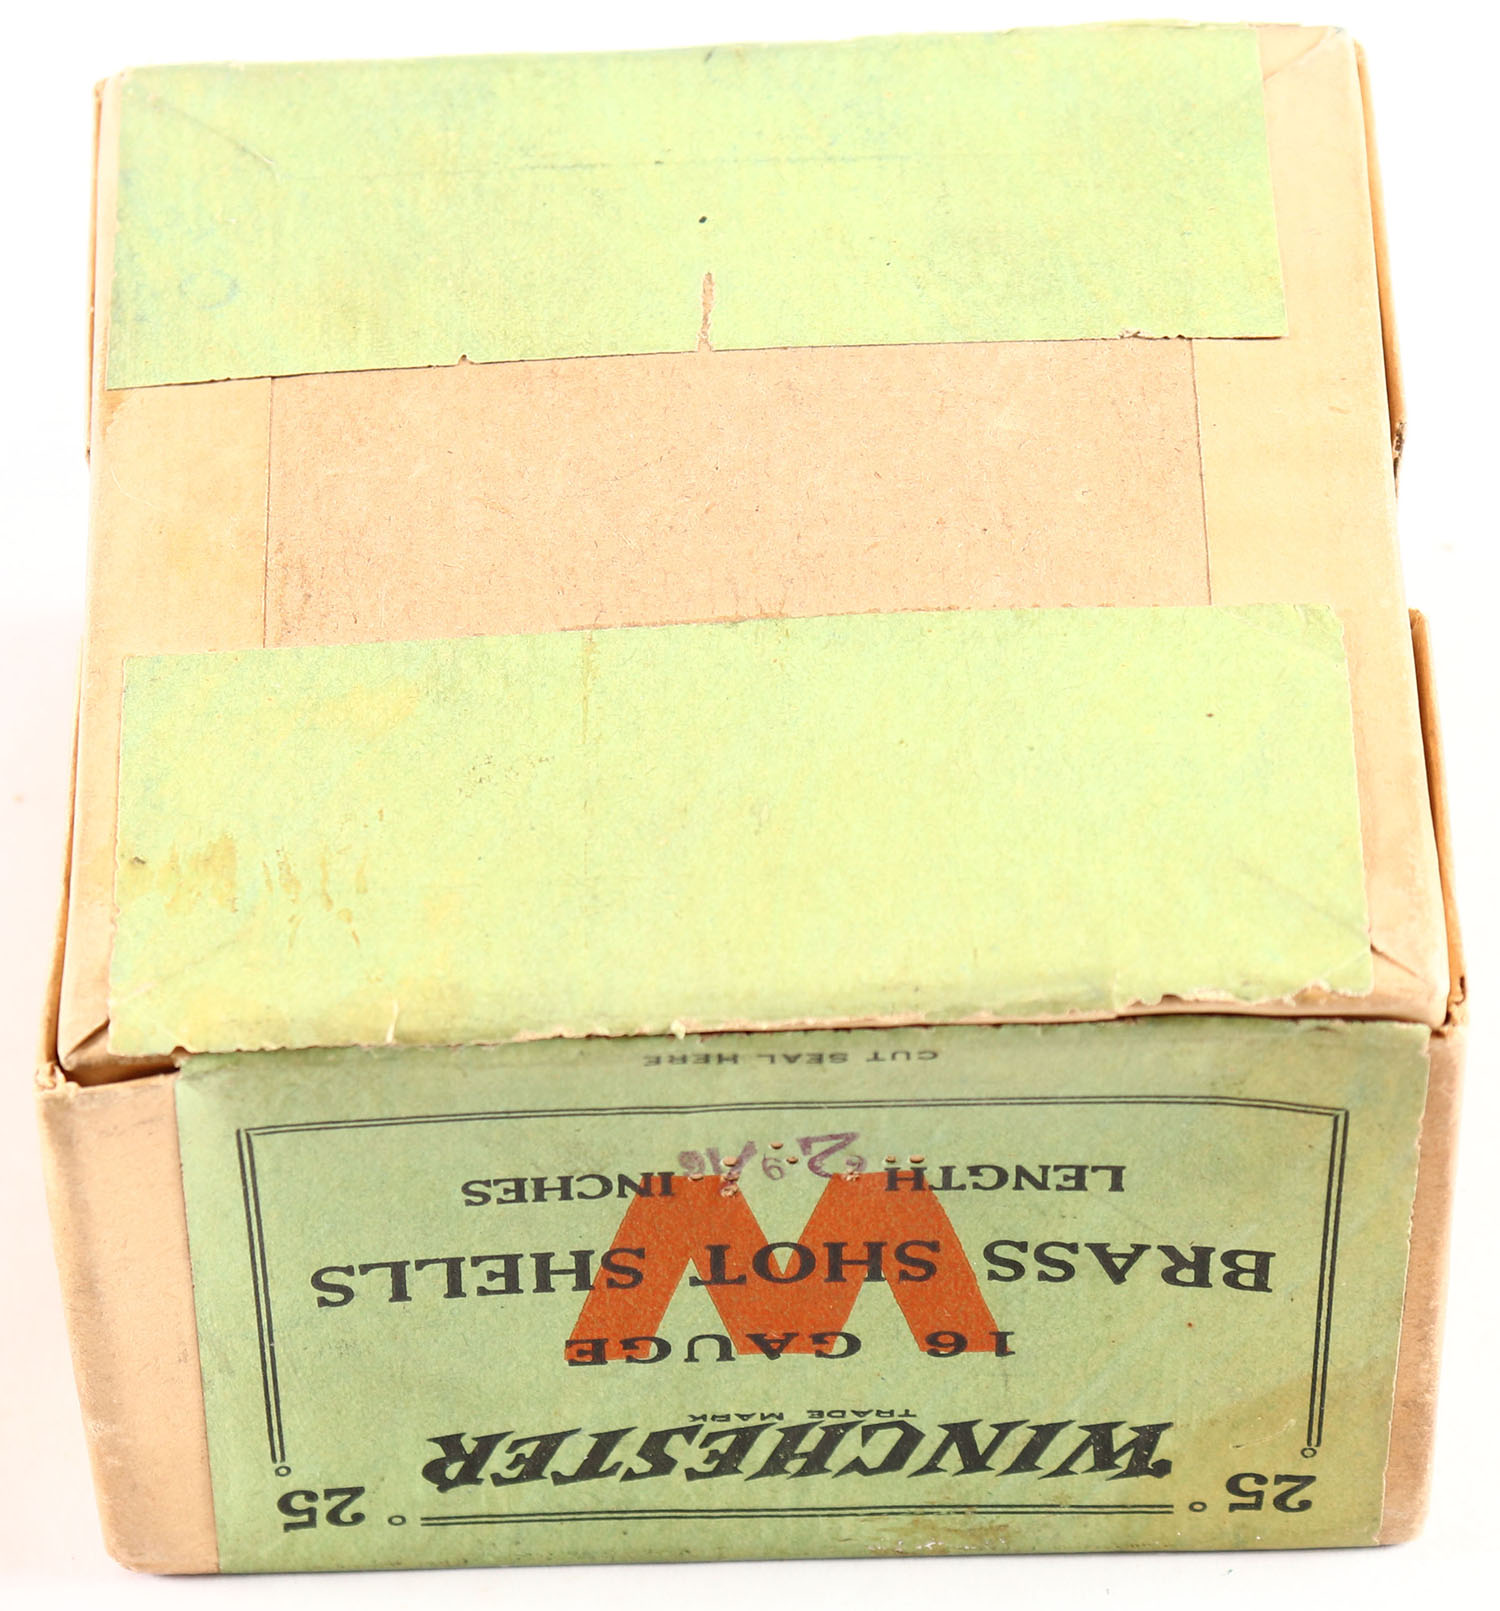 25 25
WINCHESTER
TRADE MARK
16 GAUGE
BRASS SHOT SHELLS
LENGTH 2 9/16 INCHES
CUT SEAL HERE